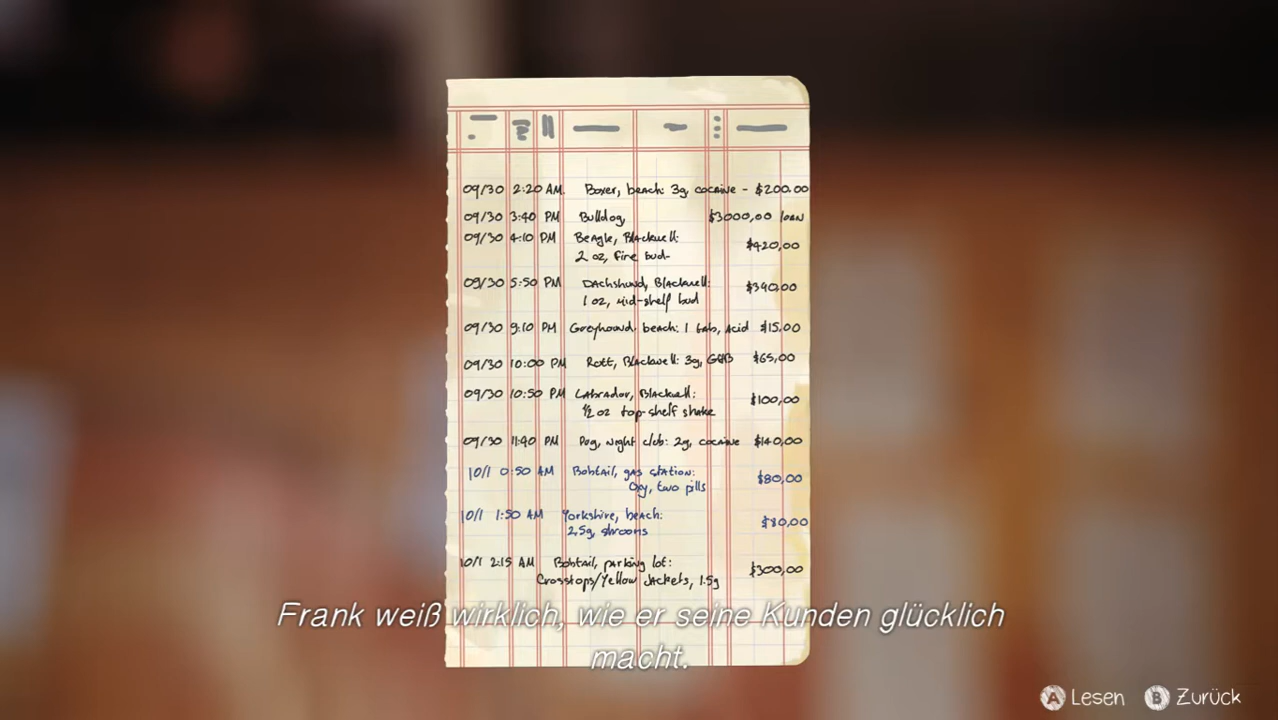 09/30 2:20 AM. Boxer, beach: 3g, cocaine - $200.00
09/30 3:40 PM Bulldog, $3000,00 loan
09/30 4:10 PM Beagle, Blackwell: $420,00
2 oz, fire bud-
09/30 5:50 PM Dachshund, Blackwell: $340,00
1 oz, mid-shelf bud
09/30 9:10 PM Greyhound, beach: 1 tab, acid $15.00
09/30 10:00 PM Rott, Blackwell: 3g, GHB $65,00
09/30 10:50 PM Labrador, Blackwell: $100,00
1/2 oz top-shelf shake
09/30 11:40 PM Pug, night club: 2g, cocaine $140,00
10/1 0:50 AM Bobtail, gas station: $80,00
Oxy, two pills
10/1 1:50 AM Yorkshire, beach: $80,00
2,5g, shrooms
10/1 2:15 AM Bobtail, parking lot: $300,00
Crosstops/Yellow Jackets, 1.5g
Frank weiß wirklich, wie er seine Kunden glücklich
macht.
A Lesen B Zurück